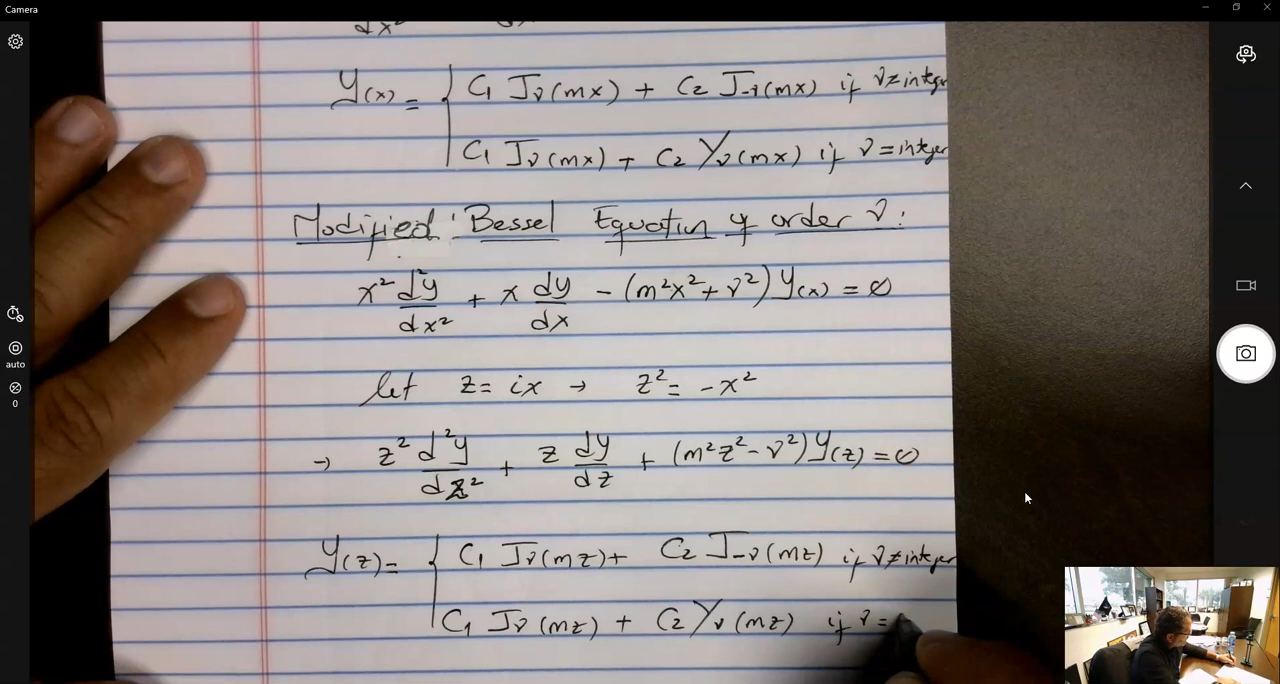 Camera
dx²
y(x) = { C₁ Jν(mx) + C₂ J-ν(mx) if ν≠integer
C₁ Jν(mx) + C₂ Yν(mx) if ν=integer
Modified Bessel Equation of order ν:
x² d²y/dx² + x dy/dx - (m²x² + ν²) y(x) = 0
let z = ix → z² = -x²
→ z² d²y/dz² + z dy/dz + (m²z² - ν²) y(z) = 0
y(z) = { C₁ Jν(mz) + C₂ J-ν(mz) if ν≠integer
C₁ Jν(mz) + C₂ Yν(mz) if ν=
auto
0